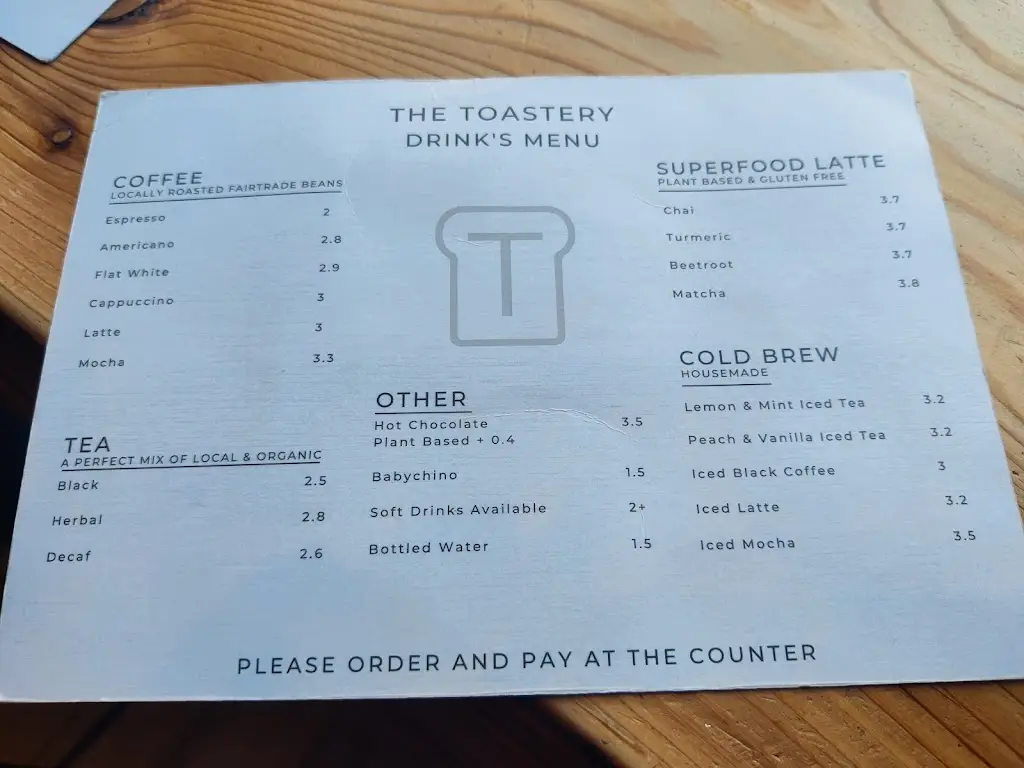 THE TOASTERY
DRINK'S MENU
COFFEE
LOCALLY ROASTED FAIRTRADE BEANS
Espresso 2
Americano 2.8
Flat White 2.9
Cappuccino 3
Latte 3
Mocha 3.3
TEA
A PERFECT MIX OF LOCAL & ORGANIC
Black 2.5
Herbal 2.8
Decaf 2.6
T
OTHER
Hot Chocolate 3.5
Plant Based + 0.4
Babychino 1.5
Soft Drinks Available 2+
Bottled Water 1.5
SUPERFOOD LATTE
PLANT BASED & GLUTEN FREE
Chai 3.7
Turmeric 3.7
Beetroot 3.7
Matcha 3.8
COLD BREW
HOUSEMADE
Lemon & Mint Iced Tea 3.2
Peach & Vanilla Iced Tea 3.2
Iced Black Coffee 3
Iced Latte 3.2
Iced Mocha 3.5
PLEASE ORDER AND PAY AT THE COUNTER